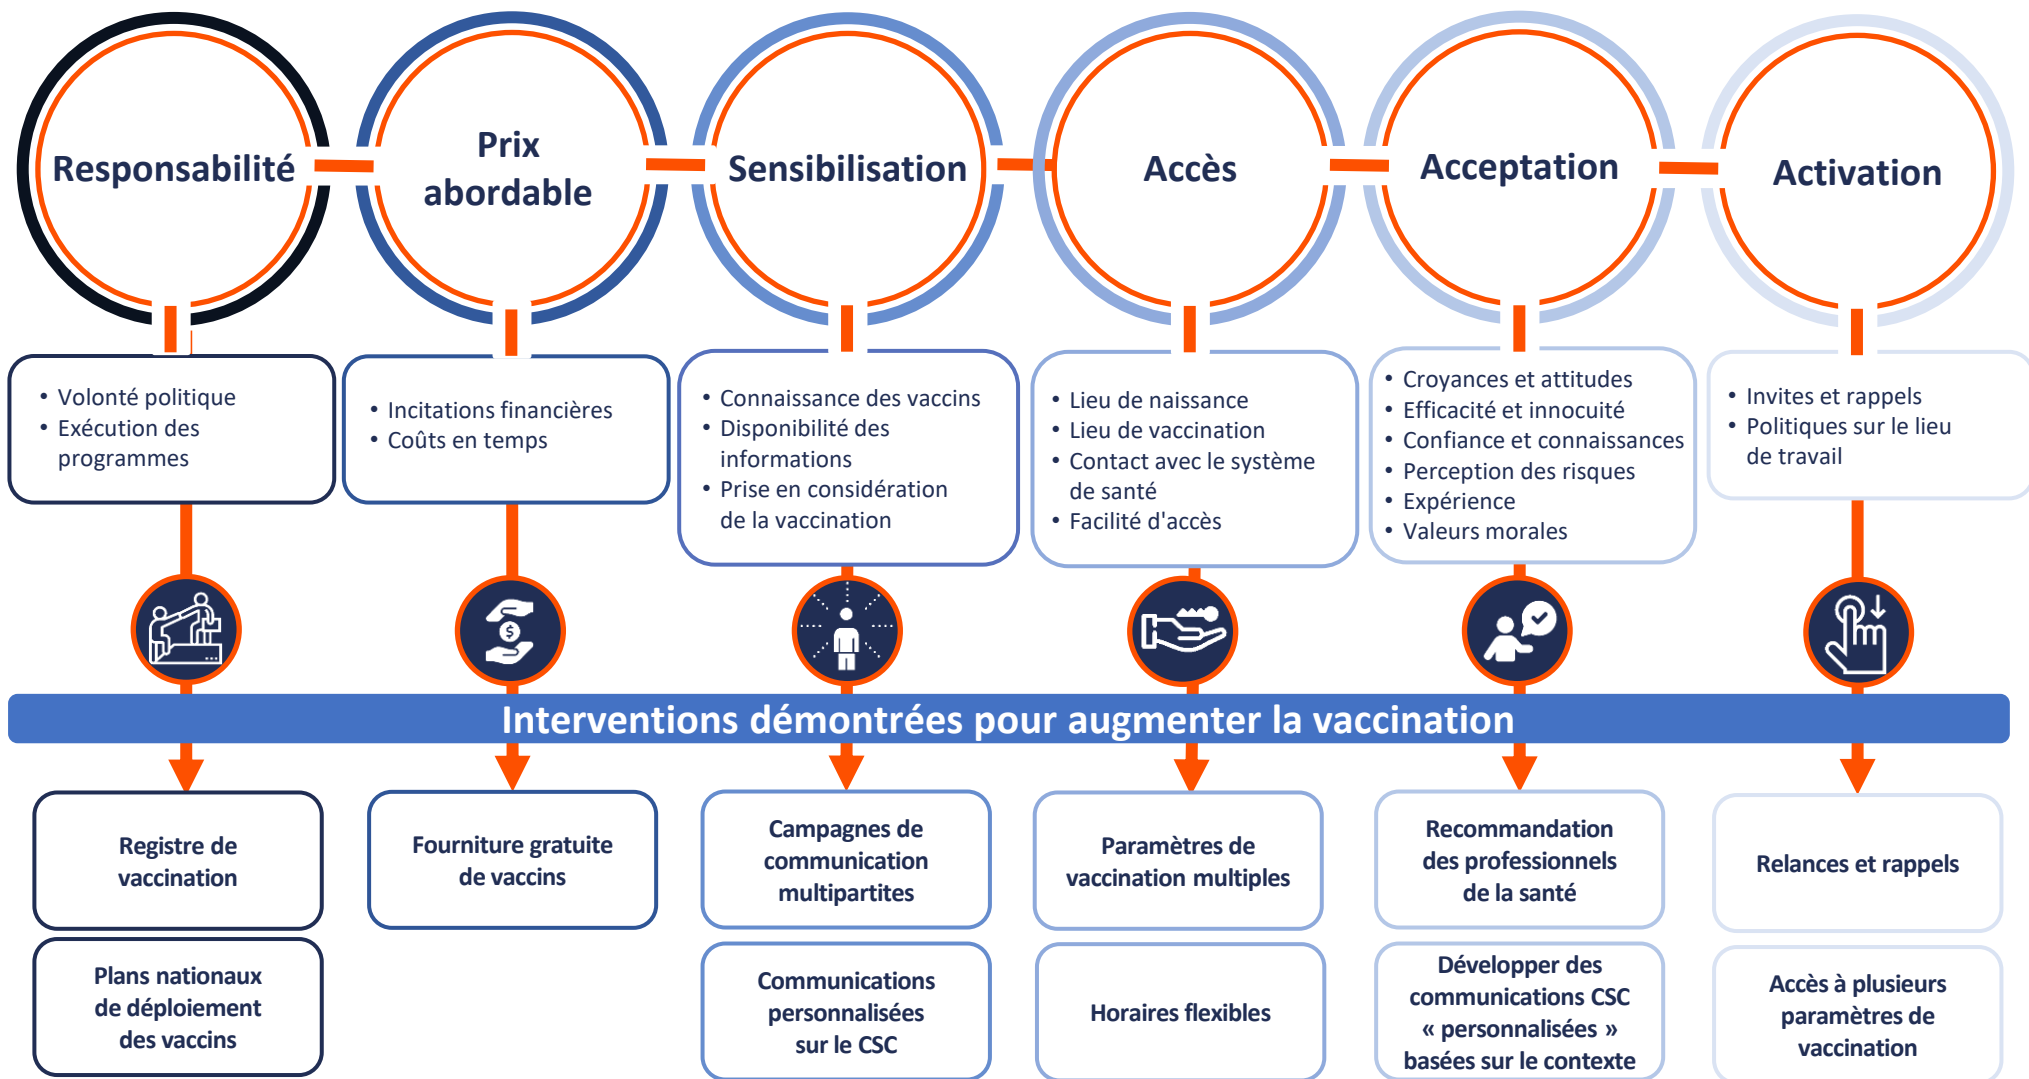 Responsabilité
Prix
abordable
Sensibilisation
Accès
Acceptation
Activation
• Volonté politique
• Exécution des
programmes
• Incitations financières
• Coûts en temps
• Connaissance des vaccins
• Disponibilité des
informations
• Prise en considération
de la vaccination
• Lieu de naissance
• Lieu de vaccination
• Contact avec le système
de santé
• Facilité d'accès
• Croyances et attitudes
• Efficacité et innocuité
• Confiance et connaissances
• Perception des risques
• Expérience
• Valeurs morales
• Invites et rappels
• Politiques sur le lieu
de travail
$
Interventions démontrées pour augmenter la vaccination
Registre de
vaccination
Fourniture gratuite
de vaccins
Campagnes de
communication
multipartites
Paramètres de
vaccination multiples
Recommandation
des professionnels
de la santé
Relances et rappels
Plans nationaux
de déploiement
des vaccins
Communications
personnalisées
sur le CSC
Horaires flexibles
Développer des
communications CSC
« personnalisées »
basées sur le contexte
Accès à plusieurs
paramètres de
vaccination